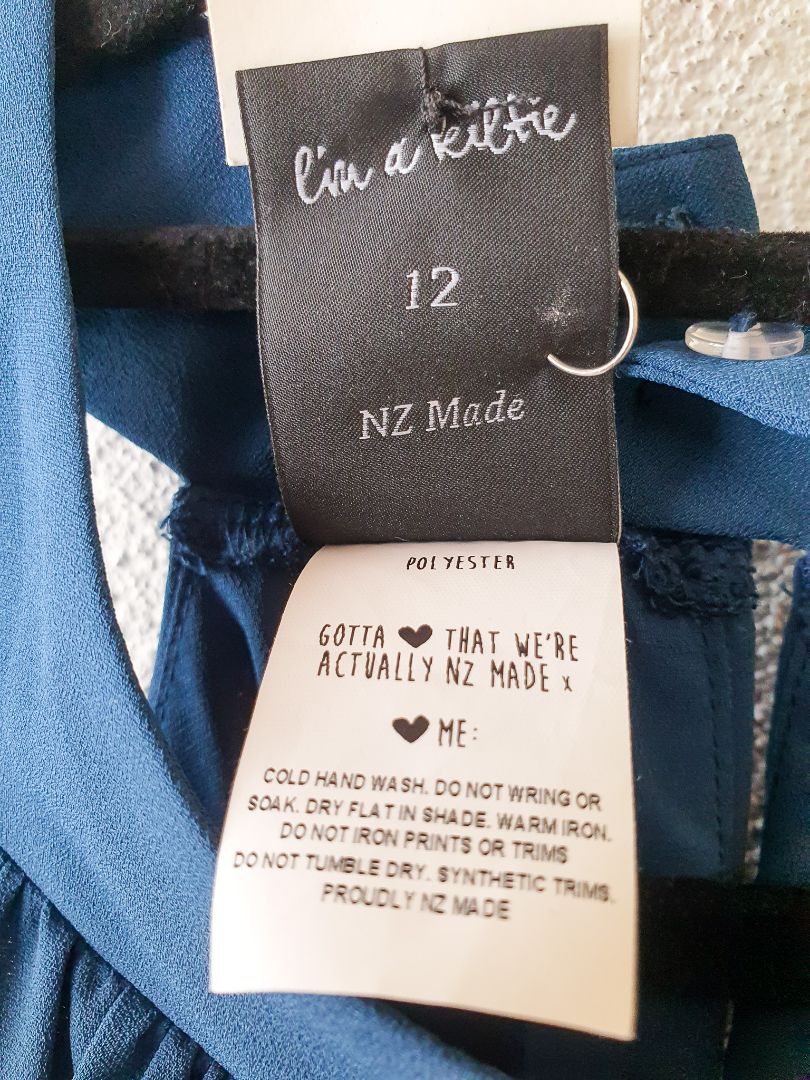 I'm a kiltie
12
NZ Made
POLYESTER
GOTTA ♥ THAT WE'RE
ACTUALLY NZ MADE x
♥ ME:
COLD HAND WASH. DO NOT WRING OR
SOAK. DRY FLAT IN SHADE. WARM IRON.
DO NOT IRON PRINTS OR TRIMS
DO NOT TUMBLE DRY. SYNTHETIC TRIMS.
PROUDLY NZ MADE